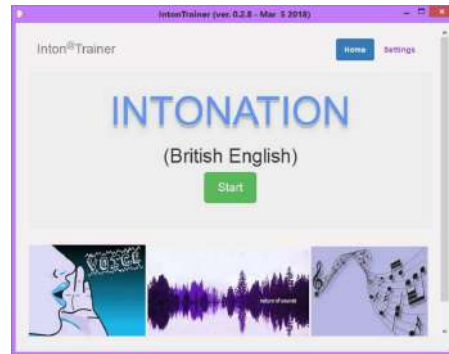 IntonTrainer (ver. 0.2.8 - Mar. 5 2018)
Inton@Trainer
Home
Settings
INTONATION
(British English)
Start
VOICE
nature of sounds